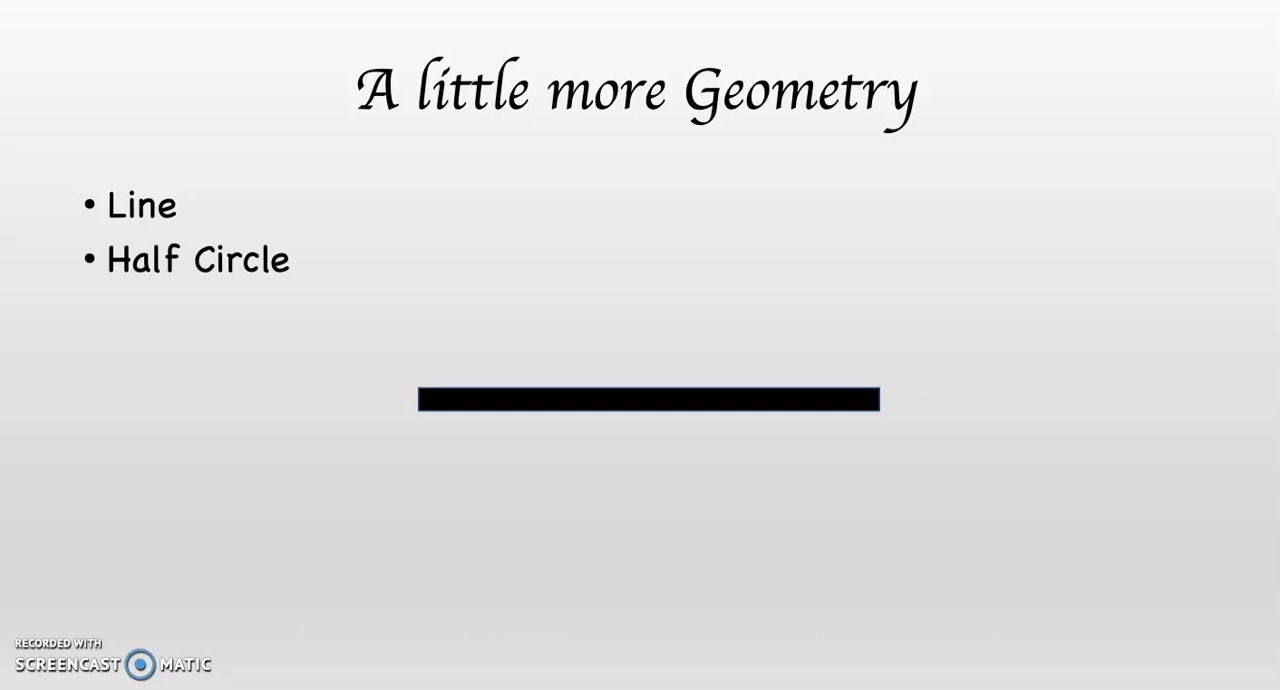 A little more Geometry
• Line
• Half Circle
RECORDED WITH
SCREENCAST MATIC